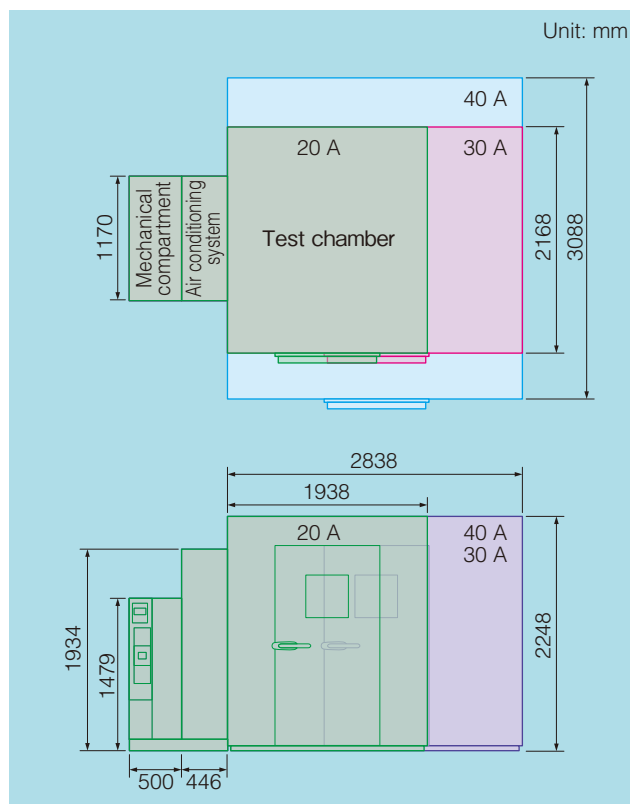 Unit: mm
40 A
20 A
30 A
1170
Mechanical
compartment
Air conditioning
system
Test chamber
2168
3088
2838
1938
20 A
40 A
30 A
1934
1479
2248
500
446